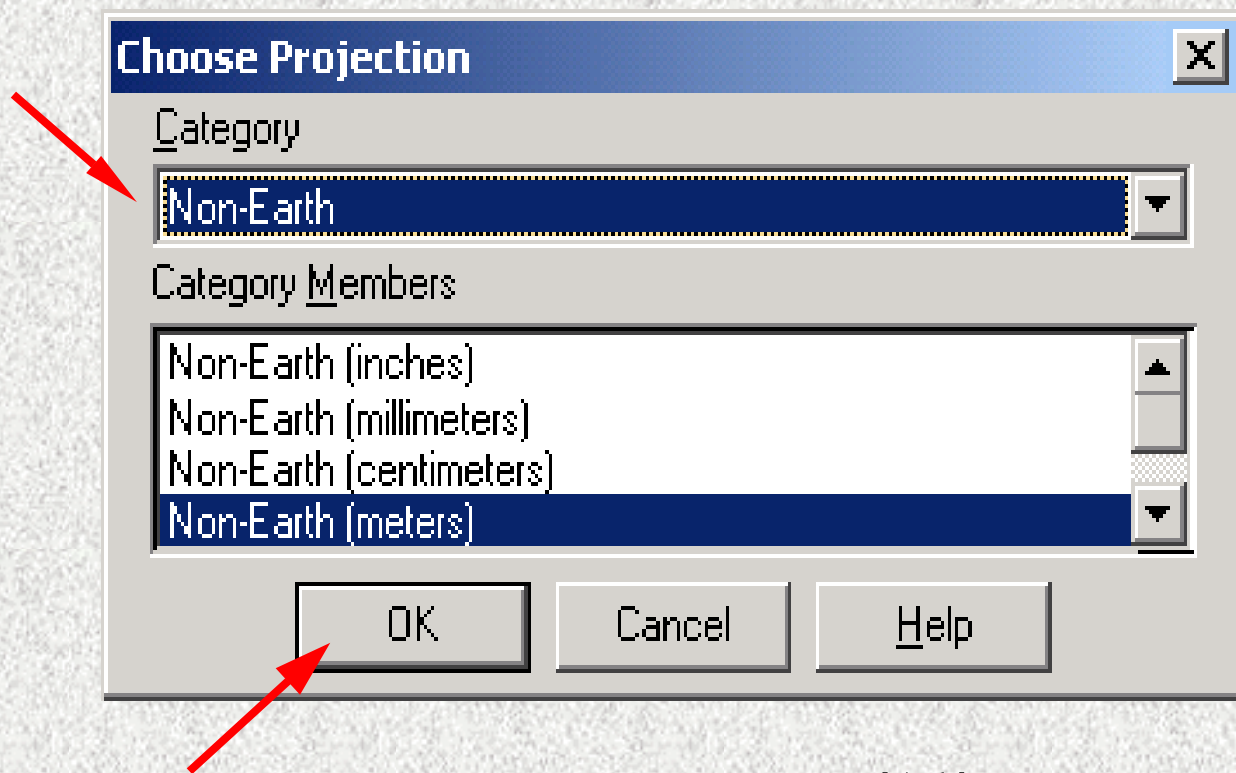 Choose Projection
Category
Non-Earth
Category Members
Non-Earth (inches)
Non-Earth (millimeters)
Non-Earth (centimeters)
Non-Earth (meters)
OK Cancel Help